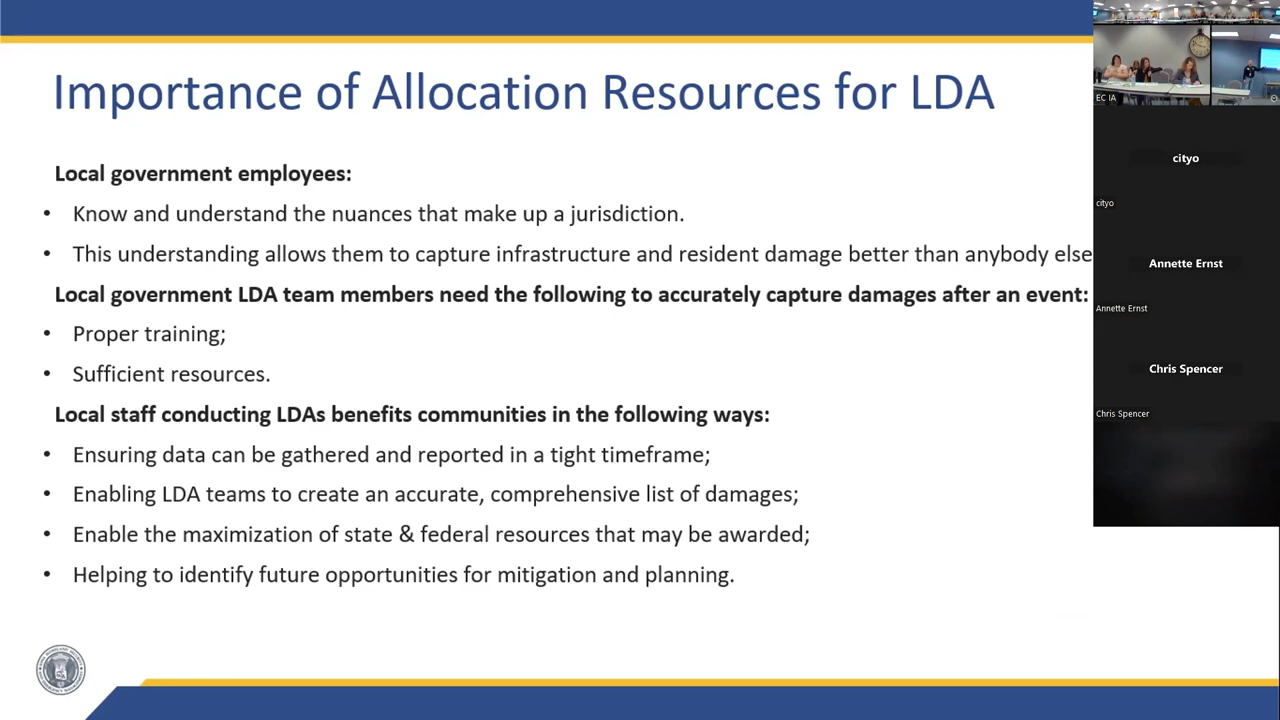 Importance of Allocation Resources for LDA
Local government employees:
• Know and understand the nuances that make up a jurisdiction.
• This understanding allows them to capture infrastructure and resident damage better than anybody else
Local government LDA team members need the following to accurately capture damages after an event:
• Proper training;
• Sufficient resources.
Local staff conducting LDAs benefits communities in the following ways:
• Ensuring data can be gathered and reported in a tight timeframe;
• Enabling LDA teams to create an accurate, comprehensive list of damages;
• Enable the maximization of state & federal resources that may be awarded;
• Helping to identify future opportunities for mitigation and planning.
EC IA
cityo
cityo
Annette Ernst
Annette Ernst
Chris Spencer
Chris Spencer